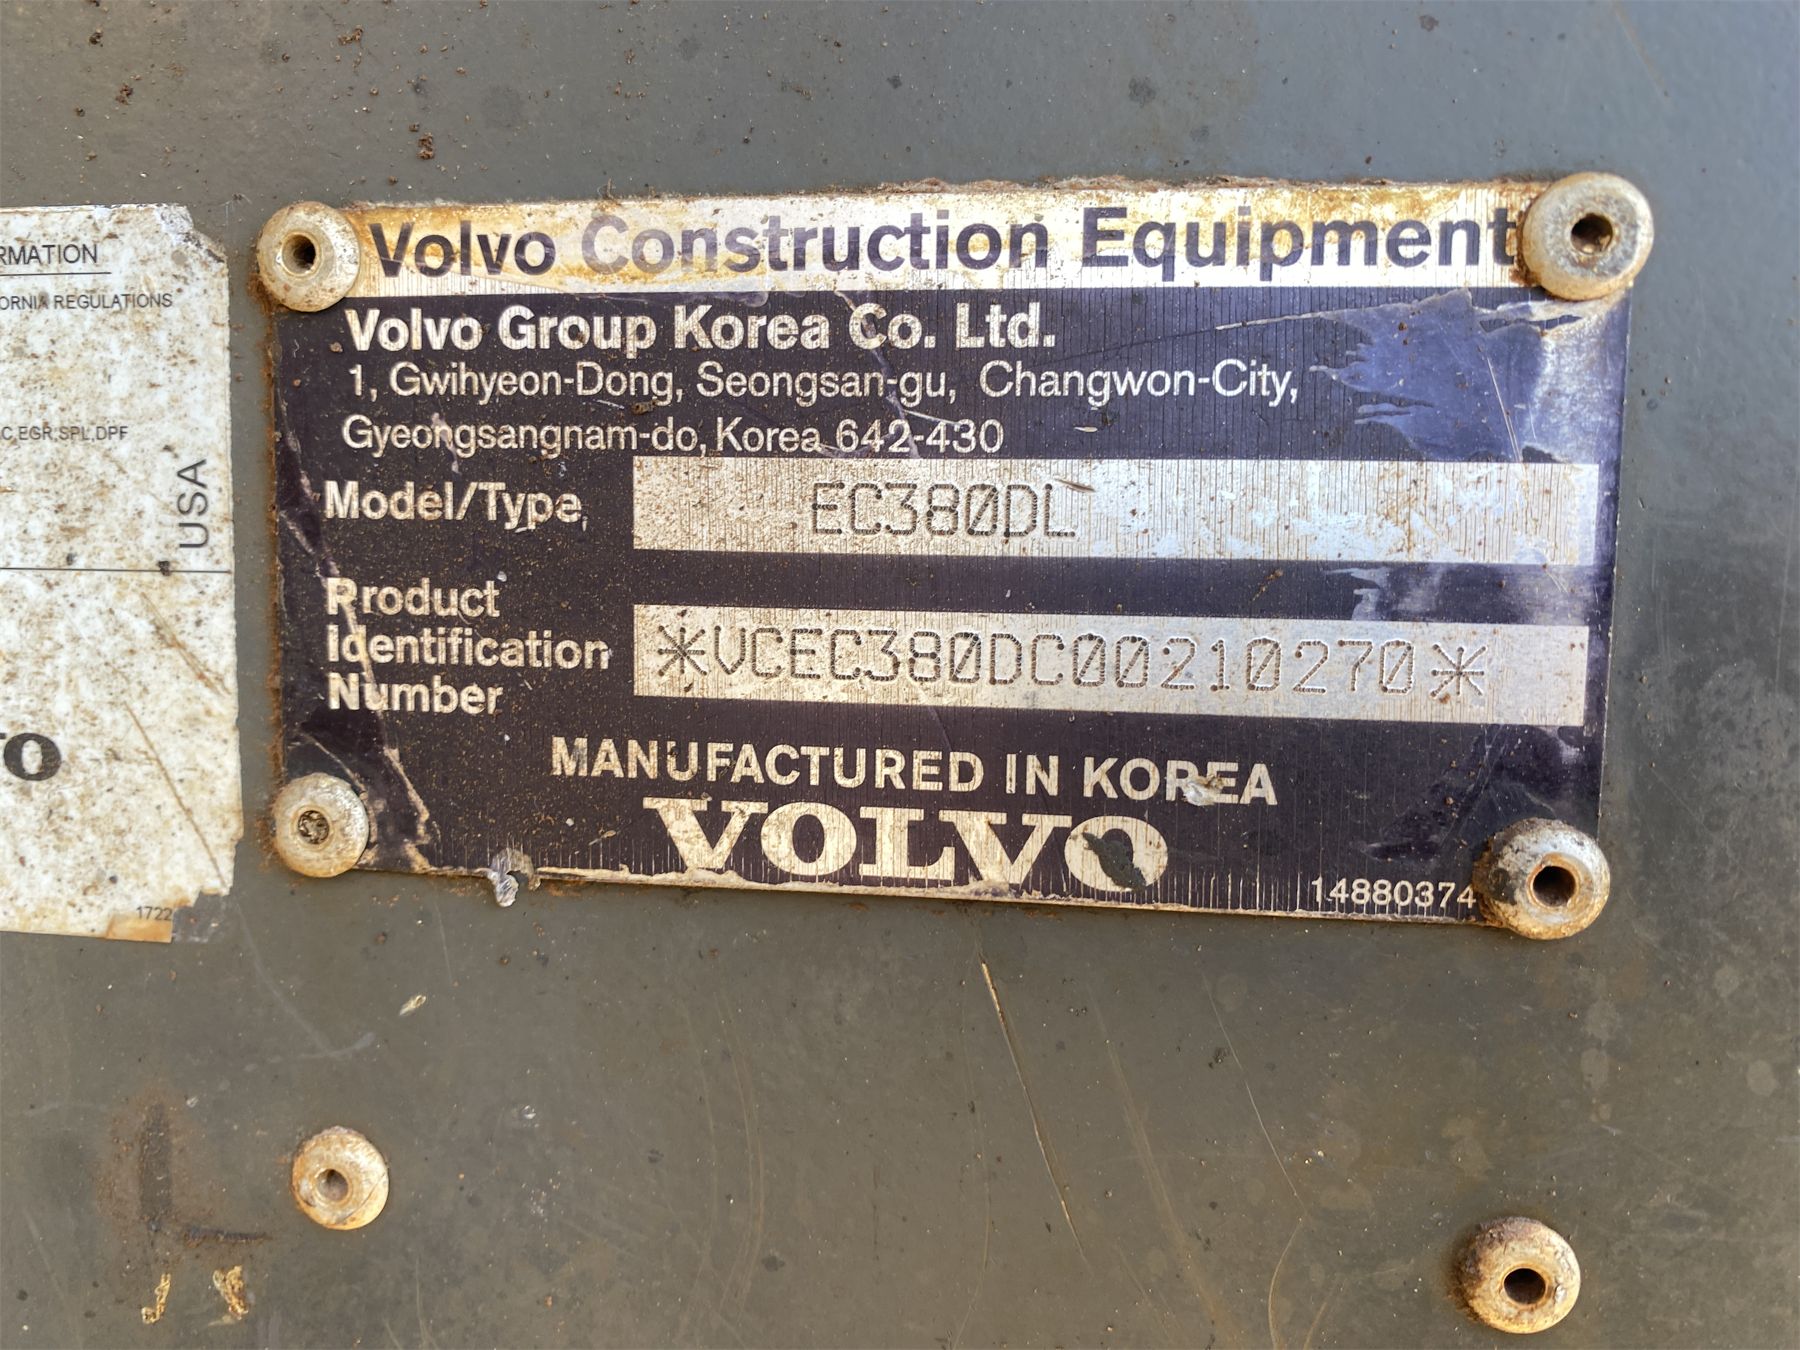 RMATION
ORNIA REGULATIONS
C,EGR,SPL,DPF
USA
VO
1722
Volvo Construction Equipment
Volvo Group Korea Co. Ltd.
1, Gwihyeon-Dong, Seongsan-gu, Changwon-City,
Gyeongsangnam-do, Korea 642-430
Model/Type, EC380DL
Product
Identification
Number
*VCEC380DC00210270*
MANUFACTURED IN KOREA
VOLVO
14880374